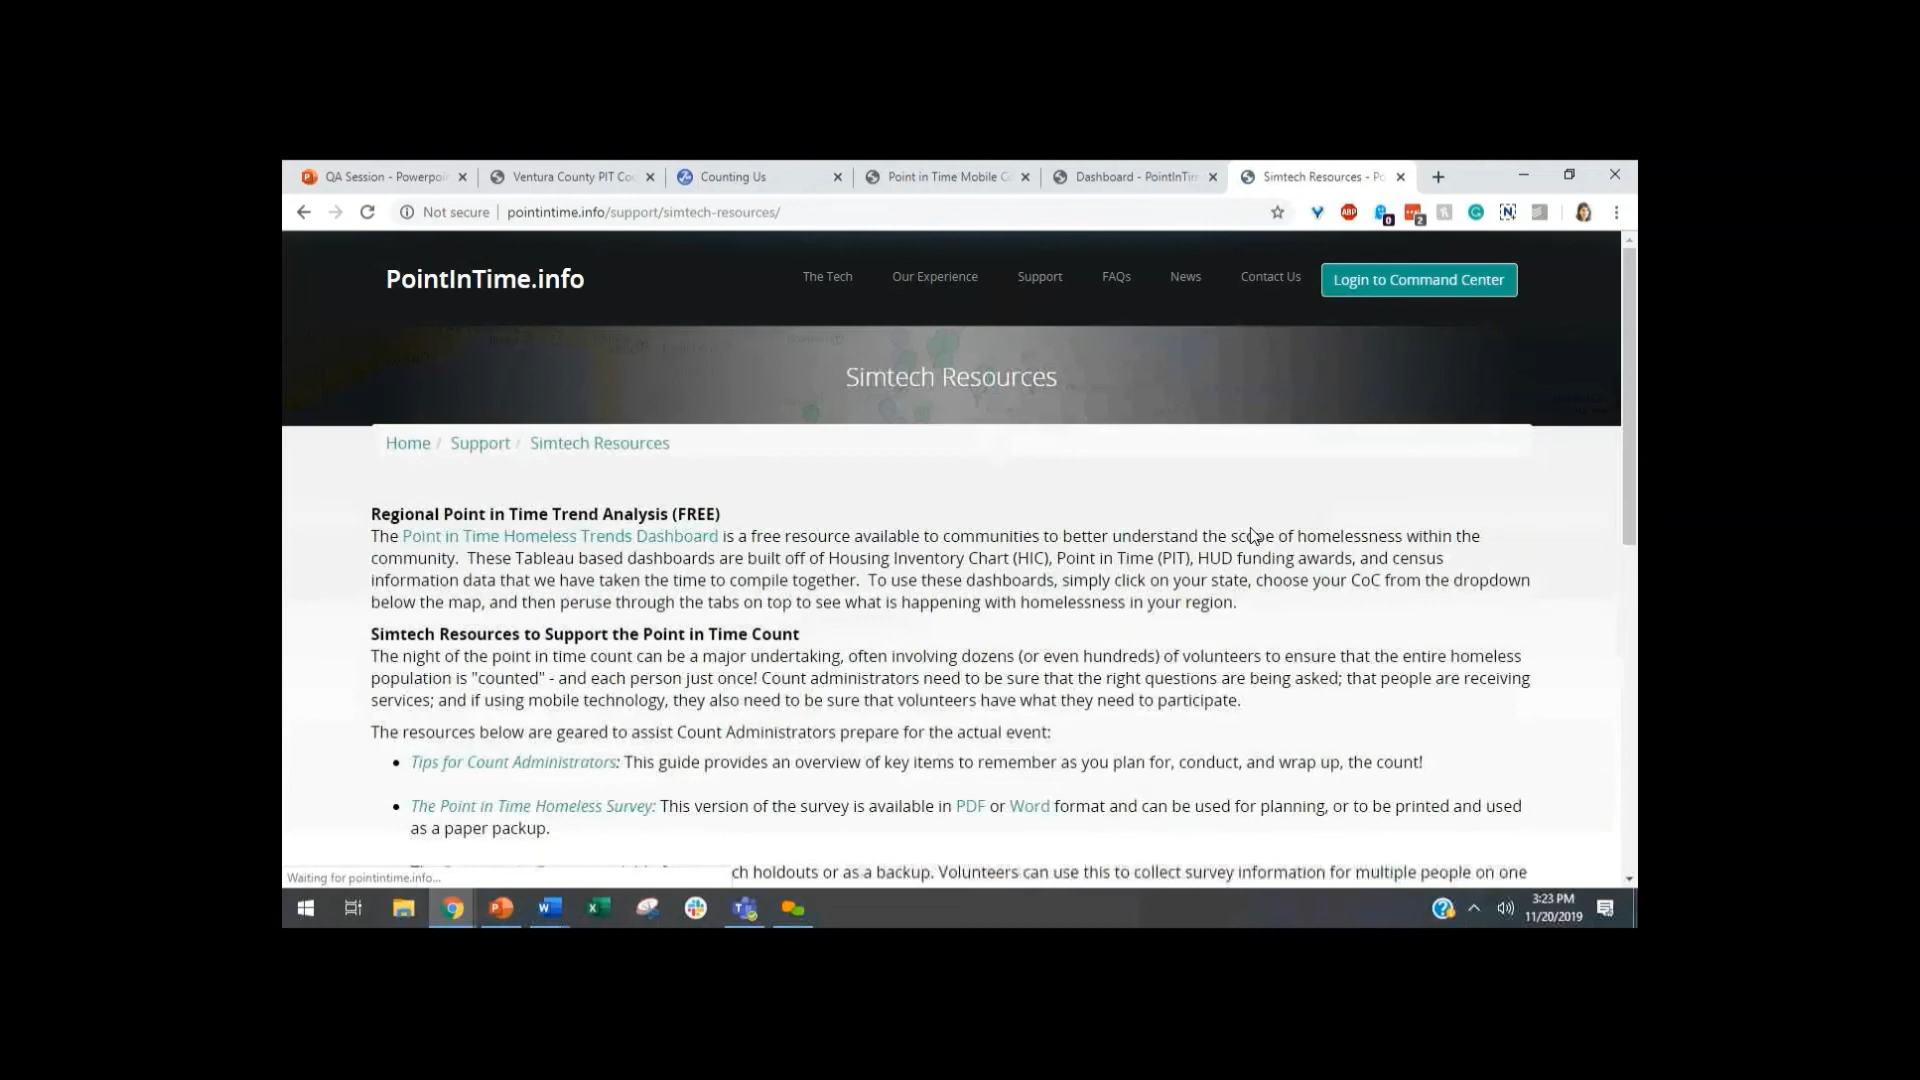 QA Session - Powerpoi
Ventura County PIT Co
Counting Us
Point in Time Mobile C
Dashboard - PointInTim
Simtech Resources - Po
Not secure | pointintime.info/support/simtech-resources/
ABP
0
2
N
PointInTime.info
The Tech
Our Experience
Support
FAQs
News
Contact Us
Login to Command Center
Simtech Resources
Home / Support / Simtech Resources
Regional Point in Time Trend Analysis (FREE)
The Point in Time Homeless Trends Dashboard is a free resource available to communities to better understand the scope of homelessness within the
community. These Tableau based dashboards are built off of Housing Inventory Chart (HIC), Point in Time (PIT), HUD funding awards, and census
information data that we have taken the time to compile together. To use these dashboards, simply click on your state, choose your CoC from the dropdown
below the map, and then peruse through the tabs on top to see what is happening with homelessness in your region.
Simtech Resources to Support the Point in Time Count
The night of the point in time count can be a major undertaking, often involving dozens (or even hundreds) of volunteers to ensure that the entire homeless
population is "counted" - and each person just once! Count administrators need to be sure that the right questions are being asked; that people are receiving
services; and if using mobile technology, they also need to be sure that volunteers have what they need to participate.
The resources below are geared to assist Count Administrators prepare for the actual event:
• Tips for Count Administrators: This guide provides an overview of key items to remember as you plan for, conduct, and wrap up, the count!
• The Point in Time Homeless Survey: This version of the survey is available in PDF or Word format and can be used for planning, or to be printed and used
as a paper packup.
ch holdouts or as a backup. Volunteers can use this to collect survey information for multiple people on one
Waiting for pointintime.info...
3:23 PM
11/20/2019